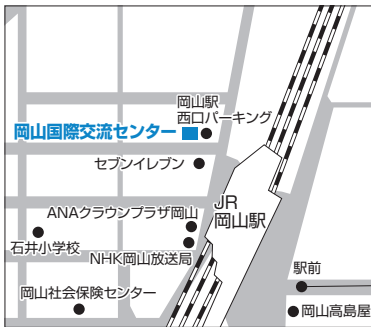 岡山駅
西口パーキング
岡山国際交流センター
セブンイレブン
ANAクラウンプラザ岡山
JR
岡山駅
石井小学校
NHK岡山放送局
駅前
岡山社会保険センター
岡山高島屋